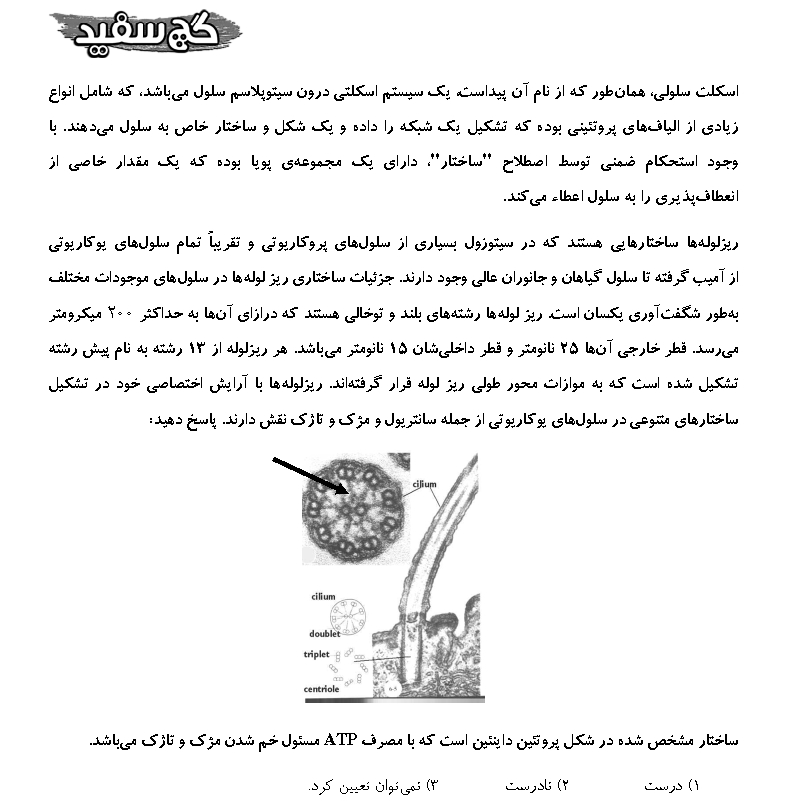 گچ سفید
اسکلت سلولی، همان‌طور که از نام آن پیداست، یک سیستم اسکلتی درون سیتوپلاسم سلول می‌باشد، که شامل انواع
زیادی از الیاف‌های پروتئینی بوده که تشکیل یک شبکه را داده و یک شکل و ساختار خاص به سلول می‌دهند. با
وجود استحکام ضمنی توسط اصطلاح "ساختار"، دارای یک مجموعه‌ی پویا بوده که یک مقدار خاصی از
انعطاف‌پذیری را به سلول اعطاء می‌کند.
ریزلوله‌ها ساختارهایی هستند که در سیتوزول بسیاری از سلول‌های پروکاریوتی و تقریباً تمام سلول‌های یوکاریوتی
از آمیب گرفته تا سلول گیاهان و جانوران عالی وجود دارند. جزئیات ساختاری ریز لوله‌ها در سلول‌های موجودات مختلف
به‌طور شگفت‌آوری یکسان است. ریز لوله‌ها رشته‌های بلند و توخالی هستند که درازای آن‌ها به حداکثر ۲۰۰ میکرومتر
می‌رسد. قطر خارجی آن‌ها ۲۵ نانومتر و قطر داخلی‌شان ۱۵ نانومتر می‌باشد. هر ریزلوله از ۱۳ رشته به نام پیش رشته
تشکیل شده است که به موازات محور طولی ریز لوله قرار گرفته‌اند. ریزلوله‌ها با آرایش اختصاصی خود در تشکیل
ساختارهای متنوعی در سلول‌های یوکاریوتی از جمله سانتریول و مژک و تاژک نقش دارند. پاسخ دهید:
cilium
cilium
doublet
triplet
centriole
ساختار مشخص شده در شکل پروتئین داینئین است که با مصرف ATP مسئول خم شدن مژک و تاژک می‌باشد.
۱) درست ۲) نادرست ۳) نمی‌توان تعیین کرد.